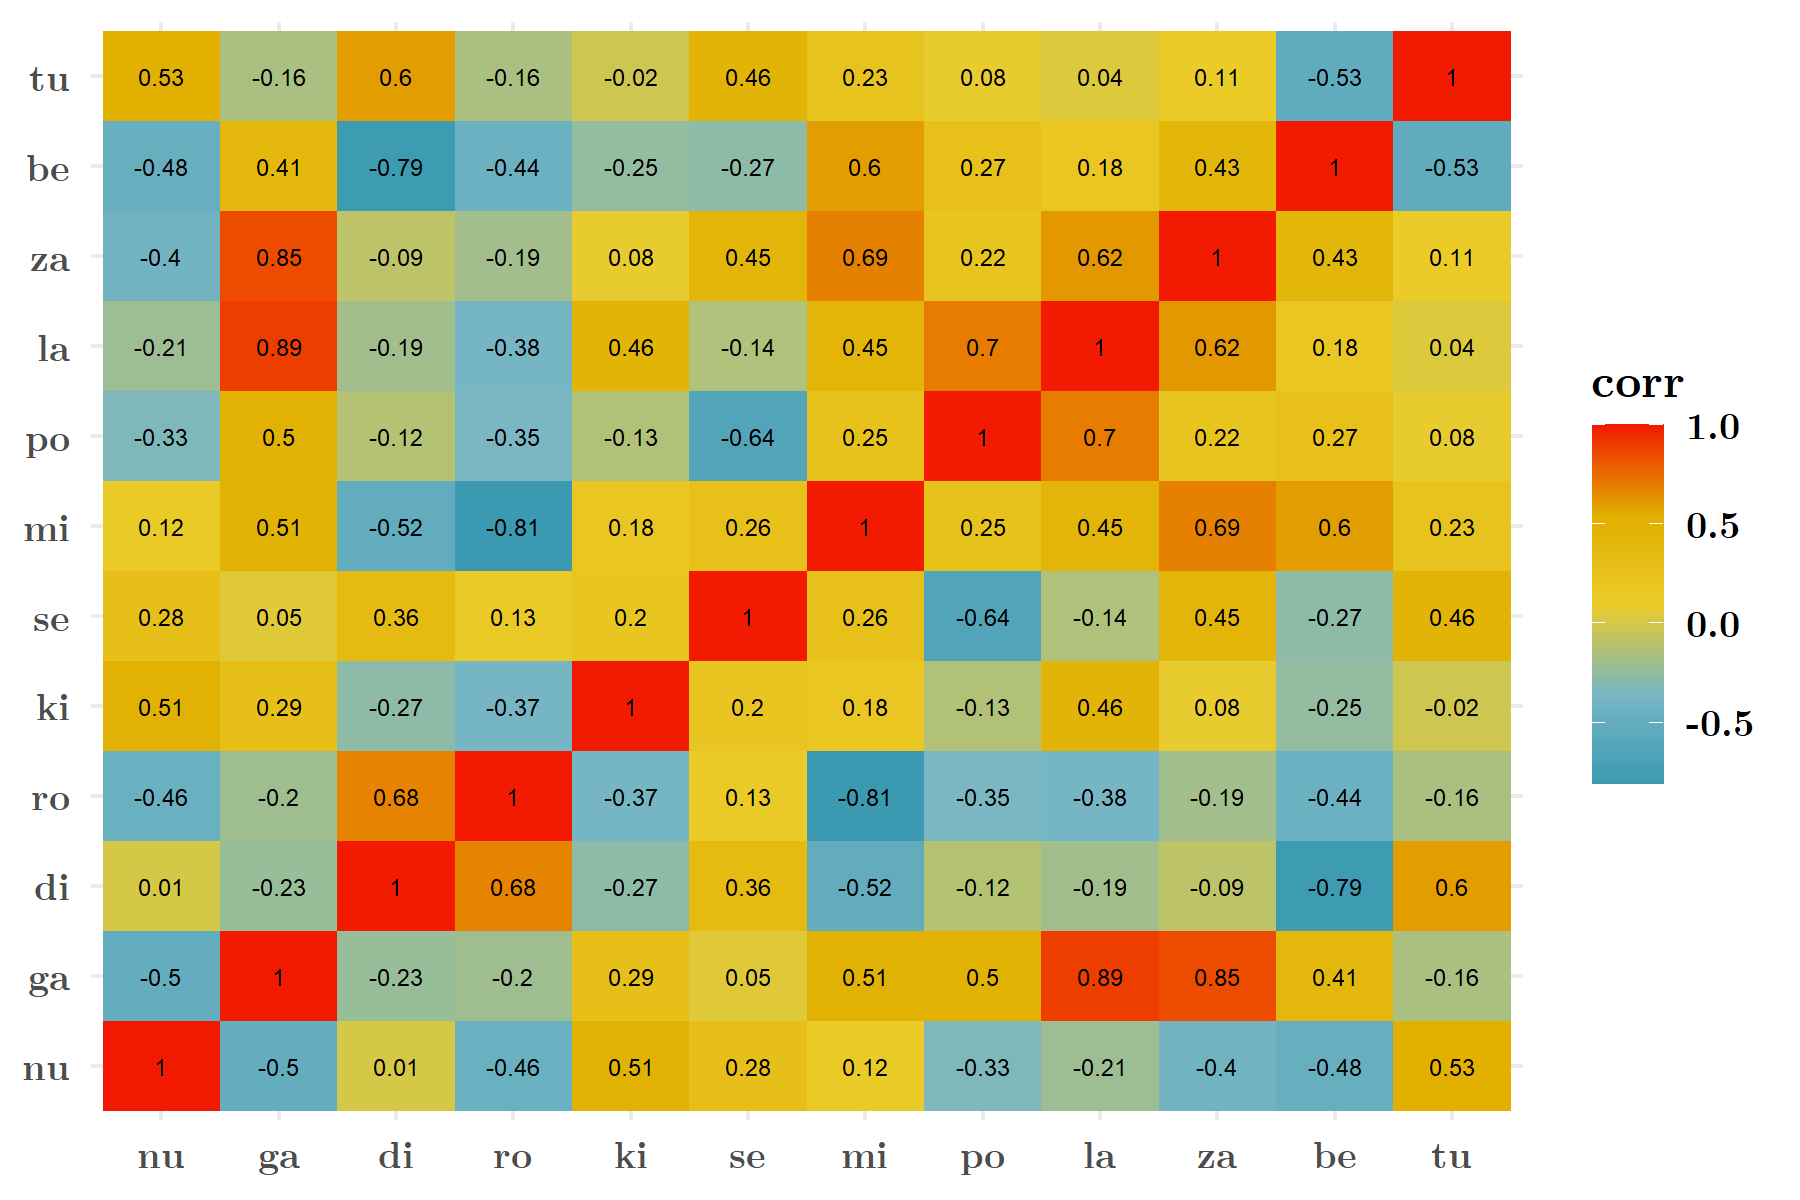 tu 0.53 -0.16 0.6 -0.16 -0.02 0.46 0.23 0.08 0.04 0.11 -0.53 1
be -0.48 0.41 -0.79 -0.44 -0.25 -0.27 0.6 0.27 0.18 0.43 1 -0.53
za -0.4 0.85 -0.09 -0.19 0.08 0.45 0.69 0.22 0.62 1 0.43 0.11
la -0.21 0.89 -0.19 -0.38 0.46 -0.14 0.45 0.7 1 0.62 0.18 0.04
po -0.33 0.5 -0.12 -0.35 -0.13 -0.64 0.25 1 0.7 0.22 0.27 0.08
mi 0.12 0.51 -0.52 -0.81 0.18 0.26 1 0.25 0.45 0.69 0.6 0.23
se 0.28 0.05 0.36 0.13 0.2 1 0.26 -0.64 -0.14 0.45 -0.27 0.46
ki 0.51 0.29 -0.27 -0.37 1 0.2 0.18 -0.13 0.46 0.08 -0.25 -0.02
ro -0.46 -0.2 0.68 1 -0.37 0.13 -0.81 -0.35 -0.38 -0.19 -0.44 -0.16
di 0.01 -0.23 1 0.68 -0.27 0.36 -0.52 -0.12 -0.19 -0.09 -0.79 0.6
ga -0.5 1 -0.23 -0.2 0.29 0.05 0.51 0.5 0.89 0.85 0.41 -0.16
nu 1 -0.5 0.01 -0.46 0.51 0.28 0.12 -0.33 -0.21 -0.4 -0.48 0.53
nu ga di ro ki se mi po la za be tu
corr
1.0
0.5
0.0
-0.5